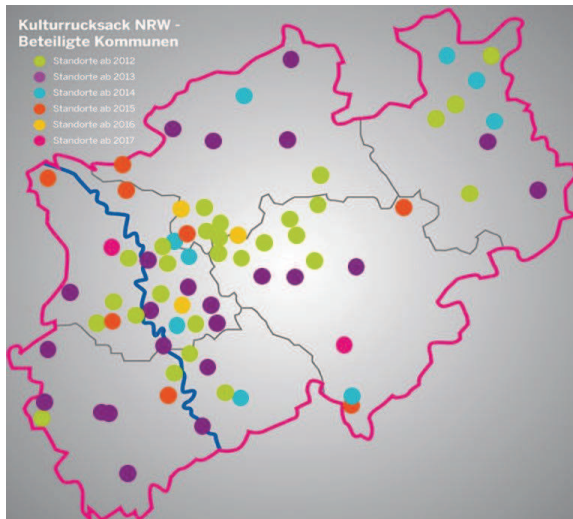 Kulturrucksack NRW -
Beteiligte Kommunen
Standorte ab 2012
Standorte ab 2013
Standorte ab 2014
Standorte ab 2015
Standorte ab 2016
Standorte ab 2017